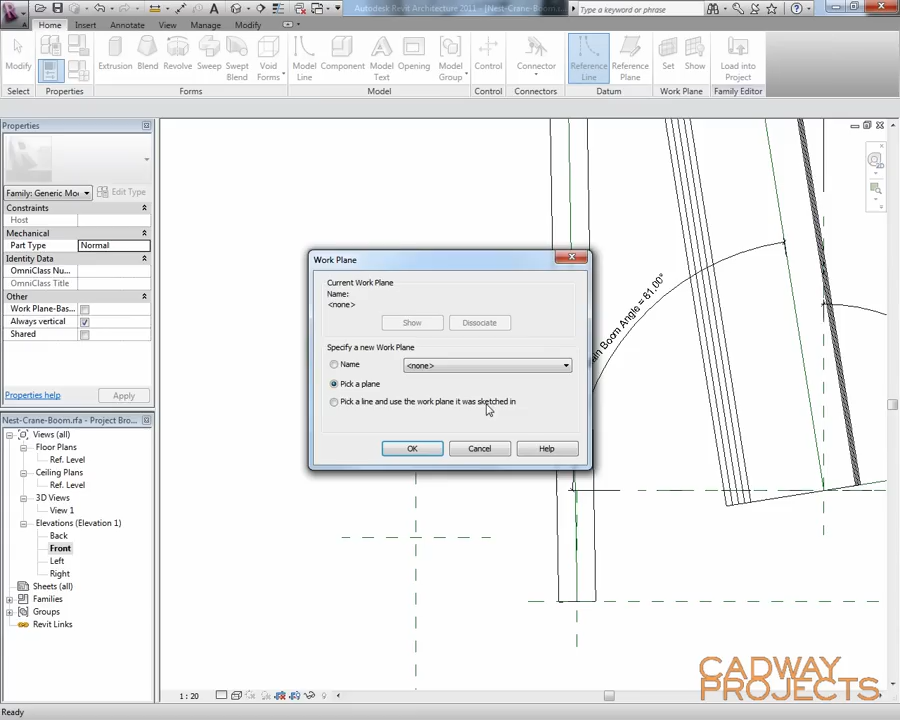 Autodesk Revit Architecture 2011 - [Nest-Crane-Boom.rfa
Type a keyword or phrase
Home Insert Annotate View Manage Modify
Modify Extrusion Blend Revolve Sweep Swept Blend Void Forms Model Line Component Model Text Opening Model Group Control Connector Reference Line Reference Plane Set Show Load into Project
Select Properties Forms Model Control Connectors Datum Work Plane Family Editor
Properties
Family: Generic Mo Edit Type
Constraints
Host
Mechanical
Part Type Normal
Identity Data
OmniClass Nu...
OmniClass Title
Other
Work Plane-Bas...
Always vertical
Shared
Properties help Apply
Nest-Crane-Boom.rfa - Project Bro...
Views (all)
Floor Plans
Ref. Level
Ceiling Plans
Ref. Level
3D Views
View 1
Elevations (Elevation 1)
Back
Front
Left
Right
Sheets (all)
Families
Groups
Revit Links
Work Plane
Current Work Plane
Name:
<none>
Show Dissociate
Specify a new Work Plane
Name <none>
Pick a plane
Pick a line and use the work plane it was sketched in
OK Cancel Help
Boom Angle = 61.00°
1 : 20
Ready
CADWAY
PROJECTS